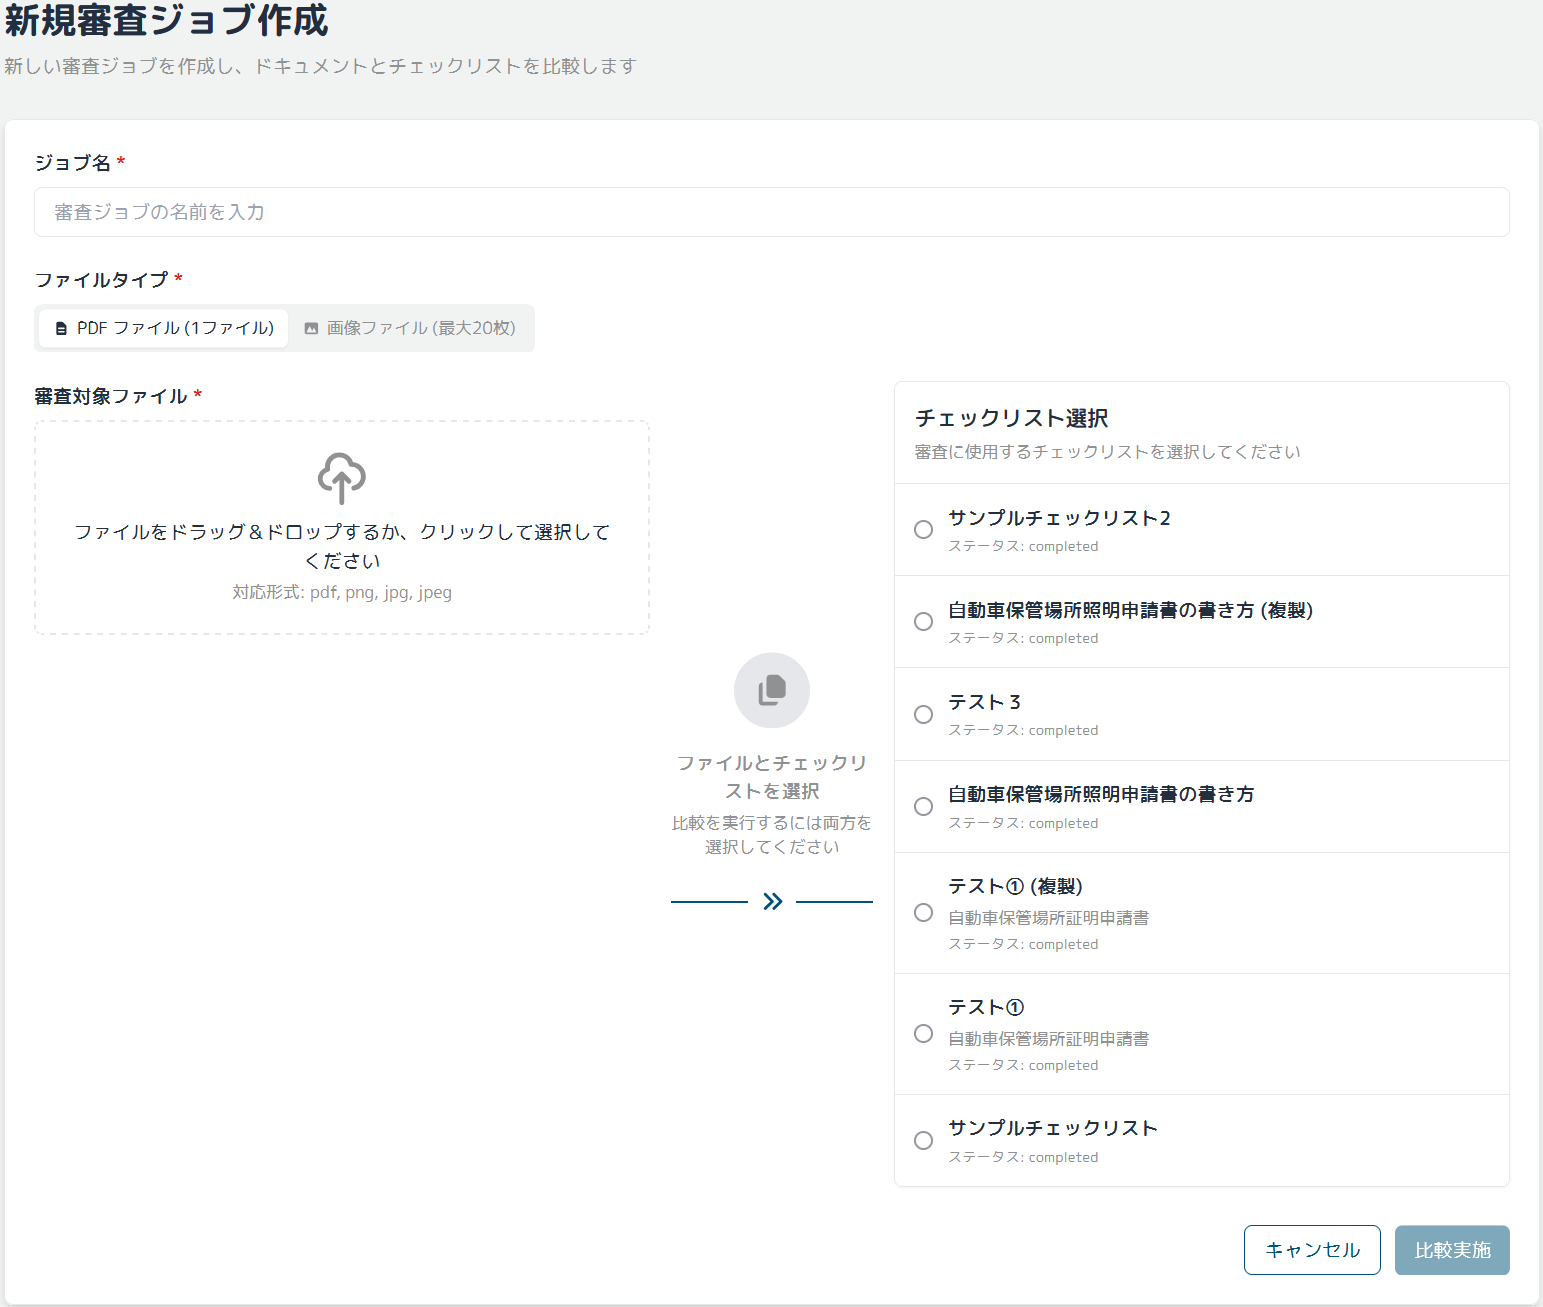 新規審査ジョブ作成
新しい審査ジョブを作成し、ドキュメントとチェックリストを比較します
ジョブ名 *
審査ジョブの名前を入力
ファイルタイプ *
PDF ファイル (1ファイル)
画像ファイル (最大20枚)
審査対象ファイル *
ファイルをドラッグ＆ドロップするか、クリックして選択して
ください
対応形式: pdf, png, jpg, jpeg
ファイルとチェックリ
ストを選択
比較を実行するには両方を
選択してください
チェックリスト選択
審査に使用するチェックリストを選択してください
サンプルチェックリスト2
ステータス: completed
自動車保管場所照明申請書の書き方 (複製)
ステータス: completed
テスト３
ステータス: completed
自動車保管場所照明申請書の書き方
ステータス: completed
テスト① (複製)
自動車保管場所証明申請書
ステータス: completed
テスト①
自動車保管場所証明申請書
ステータス: completed
サンプルチェックリスト
ステータス: completed
キャンセル
比較実施